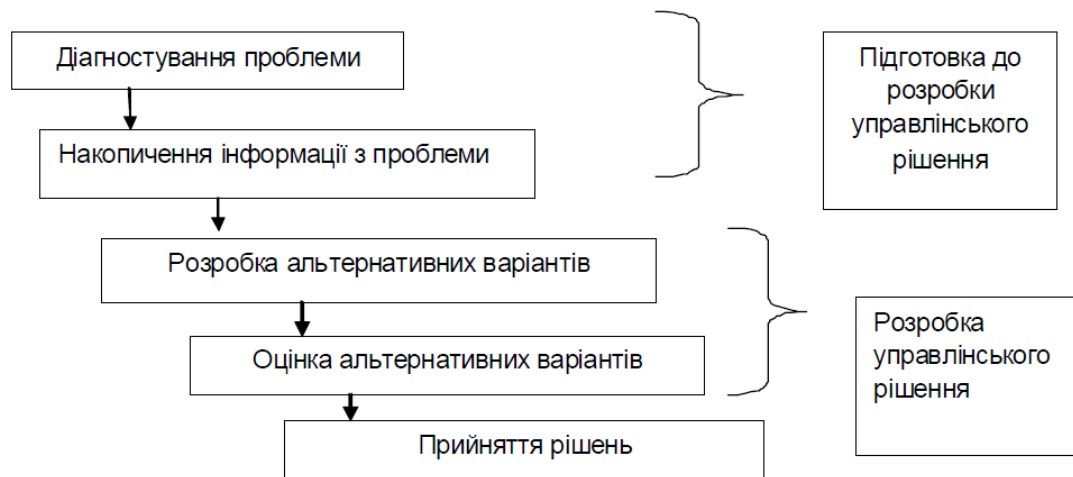 Діагностування проблеми
Накопичення інформації з проблеми
Підготовка до
розробки
управлінського
рішення
Розробка альтернативних варіантів
Оцінка альтернативних варіантів
Розробка
управлінського
рішення
Прийняття рішень